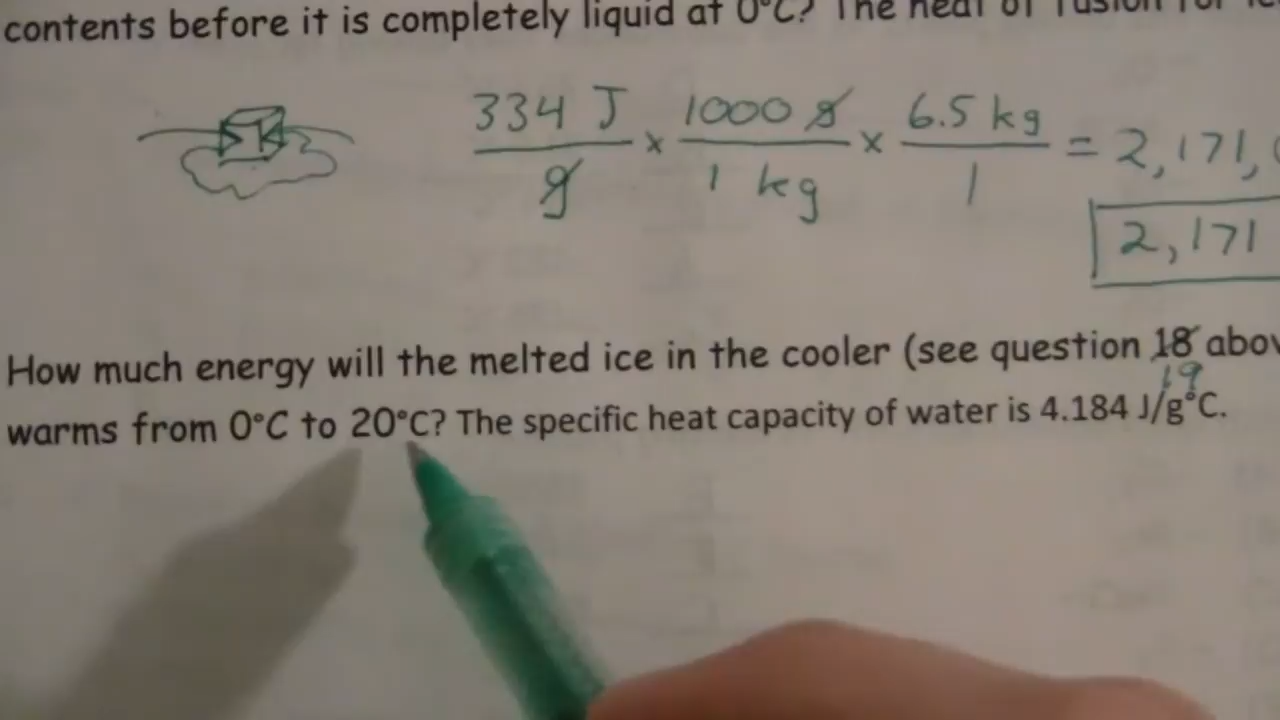 contents before it is completely liquid at 0°C? The heat of fusion for
334 J × 1000 g × 6.5 kg = 2,171,
g 1 kg 1
2,171
How much energy will the melted ice in the cooler (see question 18
19
warms from 0°C to 20°C? The specific heat capacity of water is 4.184 J/g°C.